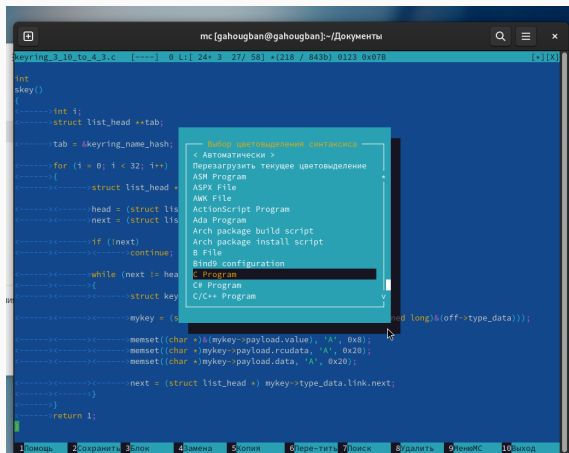 mc [gahougban@gahougban]:~/Документы
keyring_3_10_to_4_3.c [----] 0 L:[ 24+ 3 27/ 58] *(218 / 843b) 0123 0x07B [*][X]
int
skey()
{
<------>int i;
<------>struct list_head **tab;
<------>tab = &keyring_name_hash;
<------>for (i = 0; i < 32; i++)
<------>{
<------><------>struct list_head *
<------><------>head = (struct lis
<------><------>next = (struct lis
<------><------>if (!next)
<------><------><------>continue;
<------><------>while (next != hea
<------><------>{
<------><------><------>struct key
<------><------><------>mykey = (s
ned long)&(off->type_data)));
<------><------><------>memset((char *)&(mykey->payload.value), 'A', 0x8);
<------><------><------>memset((char *)mykey->payload.rcudata, 'A', 0x20);
<------><------><------>memset((char *)mykey->payload.data, 'A', 0x20);
<------><------><------>next = (struct list_head *) mykey->type_data.link.next;
<------><------>}
<------>}
<------>return 1;
}
Выбор цветовыделения синтаксиса
< Автоматически >
Перезагрузить текущее цветовыделение
ASM Program
ASPX File
AWK File
ActionScript Program
Ada Program
Arch package build script
Arch package install script
B File
Bind9 configuration
C Program
C# Program
C/C++ Program
1Помощь 2Сохранить 3Блок 4Замена 5Копия 6Пере~тить 7Поиск 8Удалить 9МенюMC 10Выход